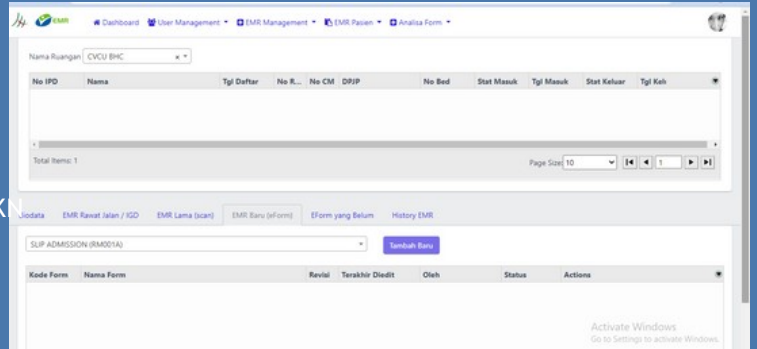 EMR Dashboard User Management EMR Management EMR Pasien Analisa Form
Nama Ruangan CVCU BHC x
No IPD Nama Tgl Daftar No R... No CM DPJP No Bed Stat Masuk Tgl Masuk Stat Keluar Tgl Kelu
Total Items: 1 Page Size: 10 1
KN
Biodata EMR Rawat Jalan / IGD EMR Lama (scan) EMR Baru (eForm) EForm yang Belum History EMR
SLIP ADMISSION (RM001A) Tambah Baru
Kode Form Nama Form Revisi Terakhir Diedit Oleh Status Actions
Activate Windows
Go to Settings to activate Windows.